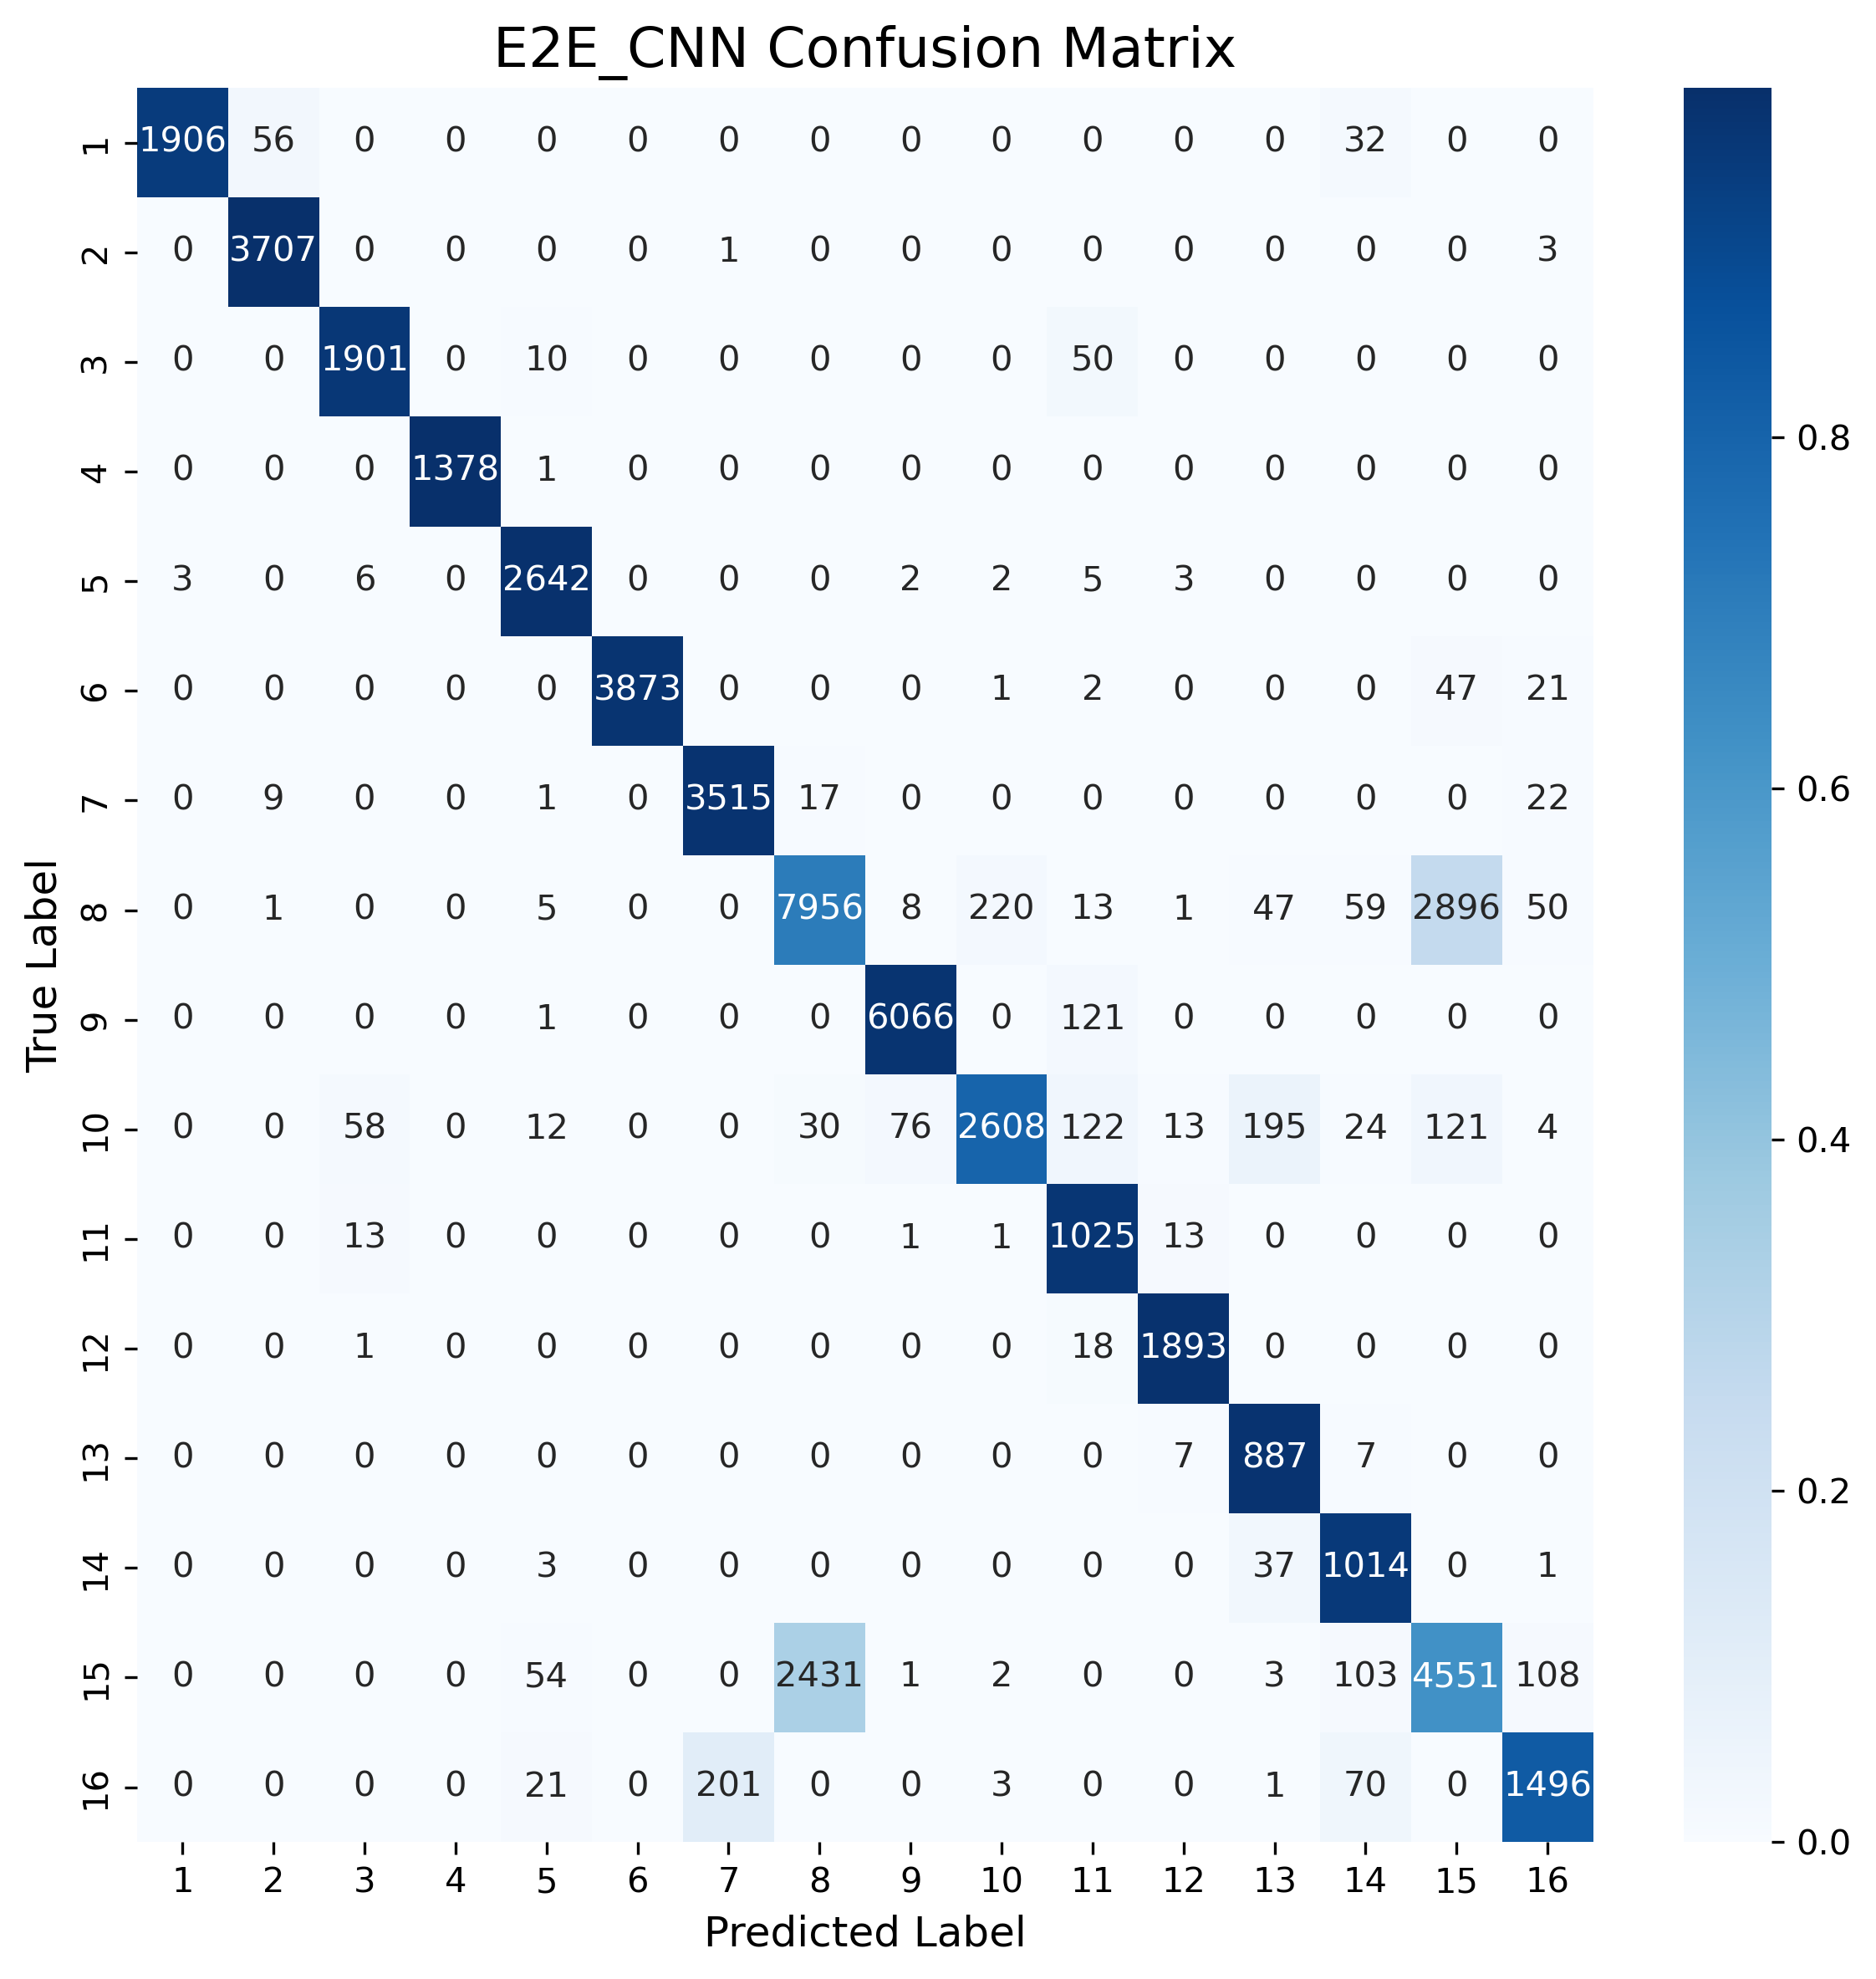 E2E_CNN Confusion Matrix
1 1906 56 0 0 0 0 0 0 0 0 0 0 0 32 0 0
2 0 3707 0 0 0 0 1 0 0 0 0 0 0 0 0 3
3 0 0 1901 0 10 0 0 0 0 0 50 0 0 0 0 0
4 0 0 0 1378 1 0 0 0 0 0 0 0 0 0 0 0
5 3 0 6 0 2642 0 0 0 2 2 5 3 0 0 0 0
6 0 0 0 0 0 3873 0 0 0 1 2 0 0 0 47 21
7 0 9 0 0 1 0 3515 17 0 0 0 0 0 0 0 22
8 0 1 0 0 5 0 0 7956 8 220 13 1 47 59 2896 50
9 0 0 0 0 1 0 0 0 6066 0 121 0 0 0 0 0
10 0 0 58 0 12 0 0 30 76 2608 122 13 195 24 121 4
11 0 0 13 0 0 0 0 0 1 1 1025 13 0 0 0 0
12 0 0 1 0 0 0 0 0 0 0 18 1893 0 0 0 0
13 0 0 0 0 0 0 0 0 0 0 0 7 887 7 0 0
14 0 0 0 0 3 0 0 0 0 0 0 0 37 1014 0 1
15 0 0 0 0 54 0 0 2431 1 2 0 0 3 103 4551 108
16 0 0 0 0 21 0 201 0 0 3 0 0 1 70 0 1496
1 2 3 4 5 6 7 8 9 10 11 12 13 14 15 16
Predicted Label
True Label
0.8
0.6
0.4
0.2
0.0